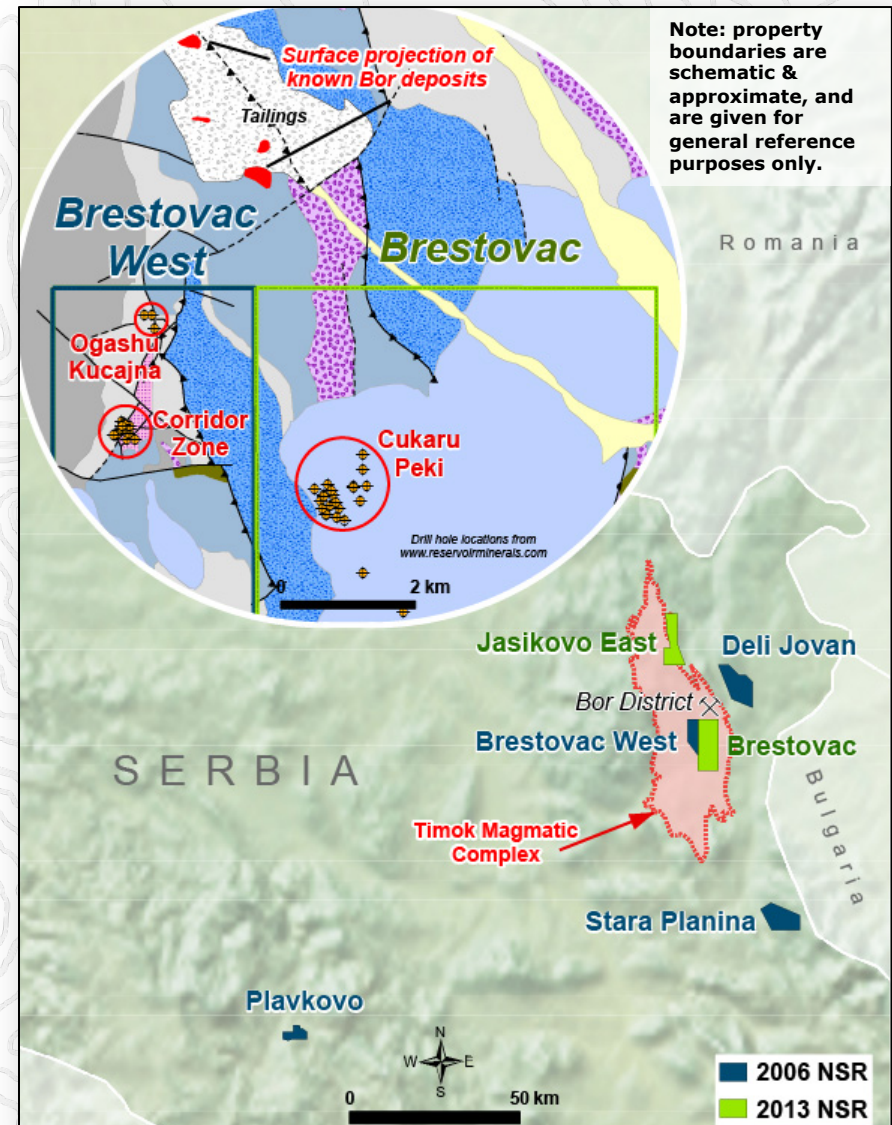 Surface projection of
known Bor deposits
Note: property
boundaries are
schematic &
approximate, and
are given for
general reference
purposes only.
Tailings
Brestovac
West
Brestovac
Romania
Ogashu
Kucajna
Corridor
Zone
Cukaru
Peki
Drill hole locations from
www.reservoirminerals.com
0 2 km
Jasikovo East
Deli Jovan
Bor District
Brestovac West
Brestovac
SERBIA
Bulgaria
Timok Magmatic
Complex
Stara Planina
Plavkovo
N
W E
S
0 50 km
2006 NSR
2013 NSR